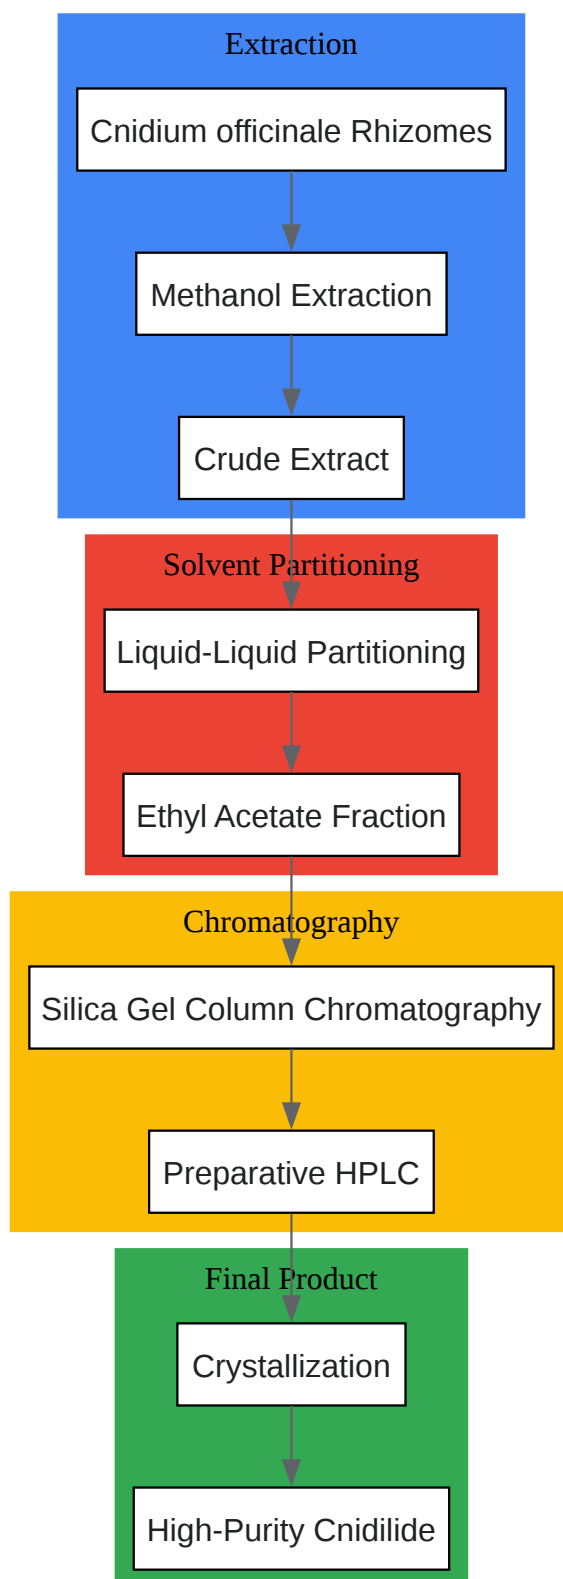 Extraction
Cnidium officinale Rhizomes
Methanol Extraction
Crude Extract
Solvent Partitioning
Liquid-Liquid Partitioning
Ethyl Acetate Fraction
Chromatography
Silica Gel Column Chromatography
Preparative HPLC
Final Product
Crystallization
High-Purity Cnidilide